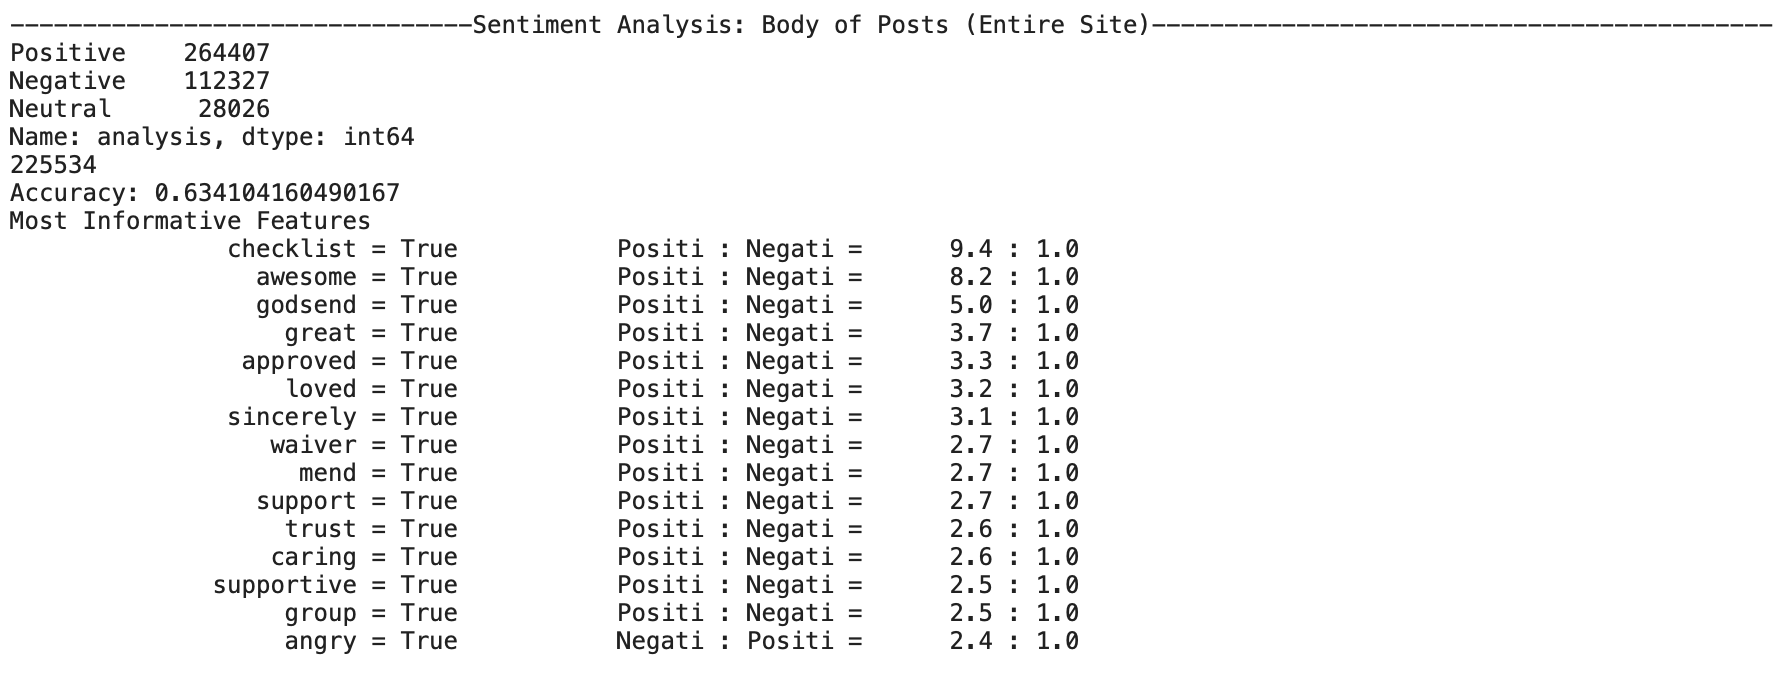 --------------------------------Sentiment Analysis: Body of Posts (Entire Site)-------------------------------------------
Positive    264407
Negative    112327
Neutral      28026
Name: analysis, dtype: int64
225534
Accuracy: 0.634104160490167
Most Informative Features
               checklist = True           Positi : Negati =      9.4 : 1.0
                 awesome = True           Positi : Negati =      8.2 : 1.0
                 godsend = True           Positi : Negati =      5.0 : 1.0
                   great = True           Positi : Negati =      3.7 : 1.0
                approved = True           Positi : Negati =      3.3 : 1.0
                   loved = True           Positi : Negati =      3.2 : 1.0
               sincerely = True           Positi : Negati =      3.1 : 1.0
                  waiver = True           Positi : Negati =      2.7 : 1.0
                    mend = True           Positi : Negati =      2.7 : 1.0
                 support = True           Positi : Negati =      2.7 : 1.0
                   trust = True           Positi : Negati =      2.6 : 1.0
                  caring = True           Positi : Negati =      2.6 : 1.0
              supportive = True           Positi : Negati =      2.5 : 1.0
                   group = True           Positi : Negati =      2.5 : 1.0
                   angry = True           Negati : Positi =      2.4 : 1.0